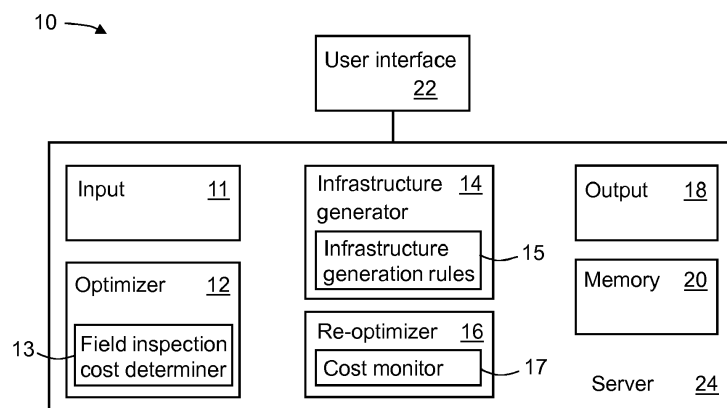 10
User interface
22
Input 11
Infrastructure 14
generator
Infrastructure
generation rules
15
Output 18
Optimizer 12
13
Field inspection
cost determiner
Memory 20
Re-optimizer 16
Cost monitor
17
Server 24